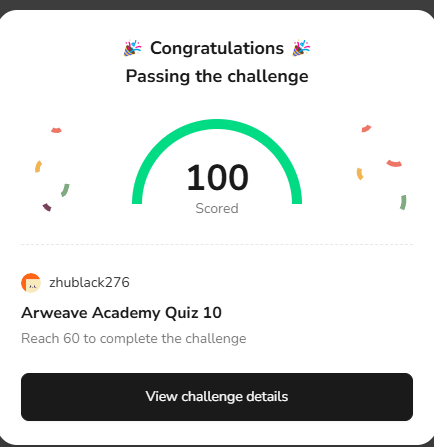 🎉 Congratulations 🎉
Passing the challenge
100
Scored
zhublack276
Arweave Academy Quiz 10
Reach 60 to complete the challenge
View challenge details